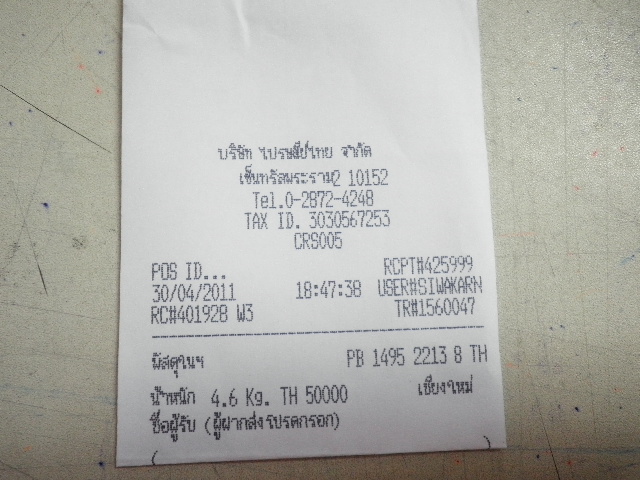 บริษัท ไปรษณีย์ไทย จำกัด
เซ็นทรัลพระราม2 10152
Tel.0-2872-4248
TAX ID. 3030567253
CRS005
POS ID... RCPT#425999
30/04/2011 18:47:38 USER#SIWAKARN
RC#401928 W3 TR#1560047
พัสดุในฯ PB 1495 2213 8 TH
น้ำหนัก 4.6 Kg. TH 50000 เชียงใหม่
ชื่อผู้รับ (ผู้ฝากส่งโปรดกรอก)
( )